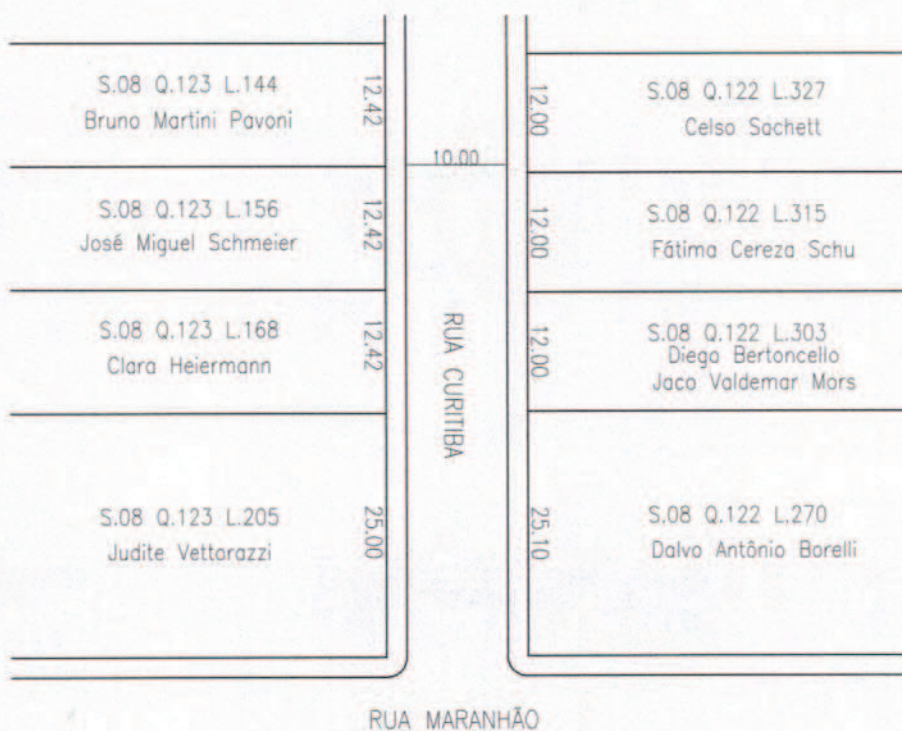 S.08 Q.123 L.144
Bruno Martini Pavoni
12.42
12.00
S.08 Q.122 L.327
Celso Sachett
10.00
S.08 Q.123 L.156
José Miguel Schmeier
12.42
12.00
S.08 Q.122 L.315
Fátima Cereza Schu
S.08 Q.123 L.168
Clara Heiermann
12.42
RUA CURITIBA
12.00
S.08 Q.122 L.303
Diego Bertoncello
Jaco Valdemar Mors
S.08 Q.123 L.205
Judite Vettorazzi
25.00
25.10
S.08 Q.122 L.270
Dalvo Antônio Borelli
RUA MARANHÃO